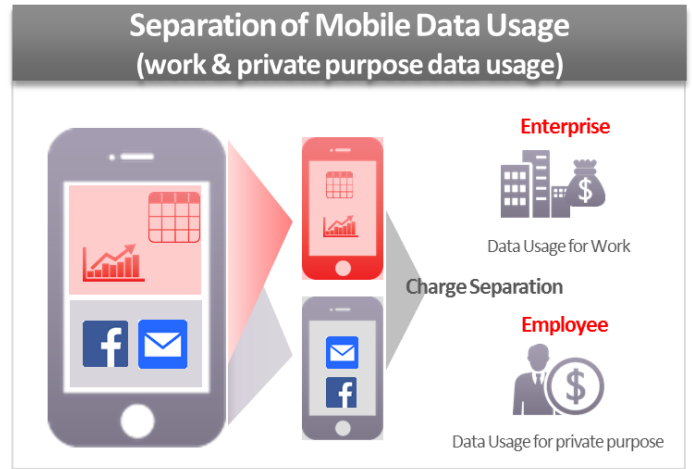 Separation of Mobile Data Usage
(work & private purpose data usage)
Enterprise
$
Data Usage for Work
Charge Separation
Employee
$
Data Usage for private purpose